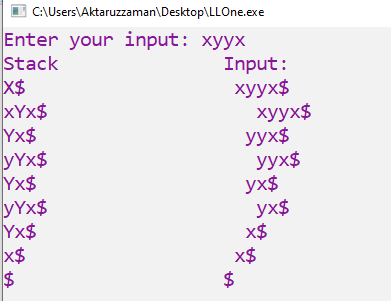 C:\Users\Aktaruzzaman\Desktop\LLOne.exe
Enter your input: xyyx
Stack Input:
X$ xyyx$
xYx$ xyyx$
Yx$ yyx$
yYx$ yyx$
Yx$ yx$
yYx$ yx$
Yx$ x$
x$ x$
$ $